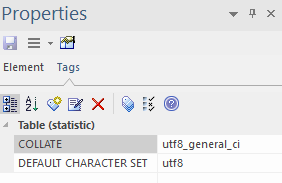 Properties
Element Tags
Table (statistic)
COLLATE utf8_general_ci
DEFAULT CHARACTER SET utf8